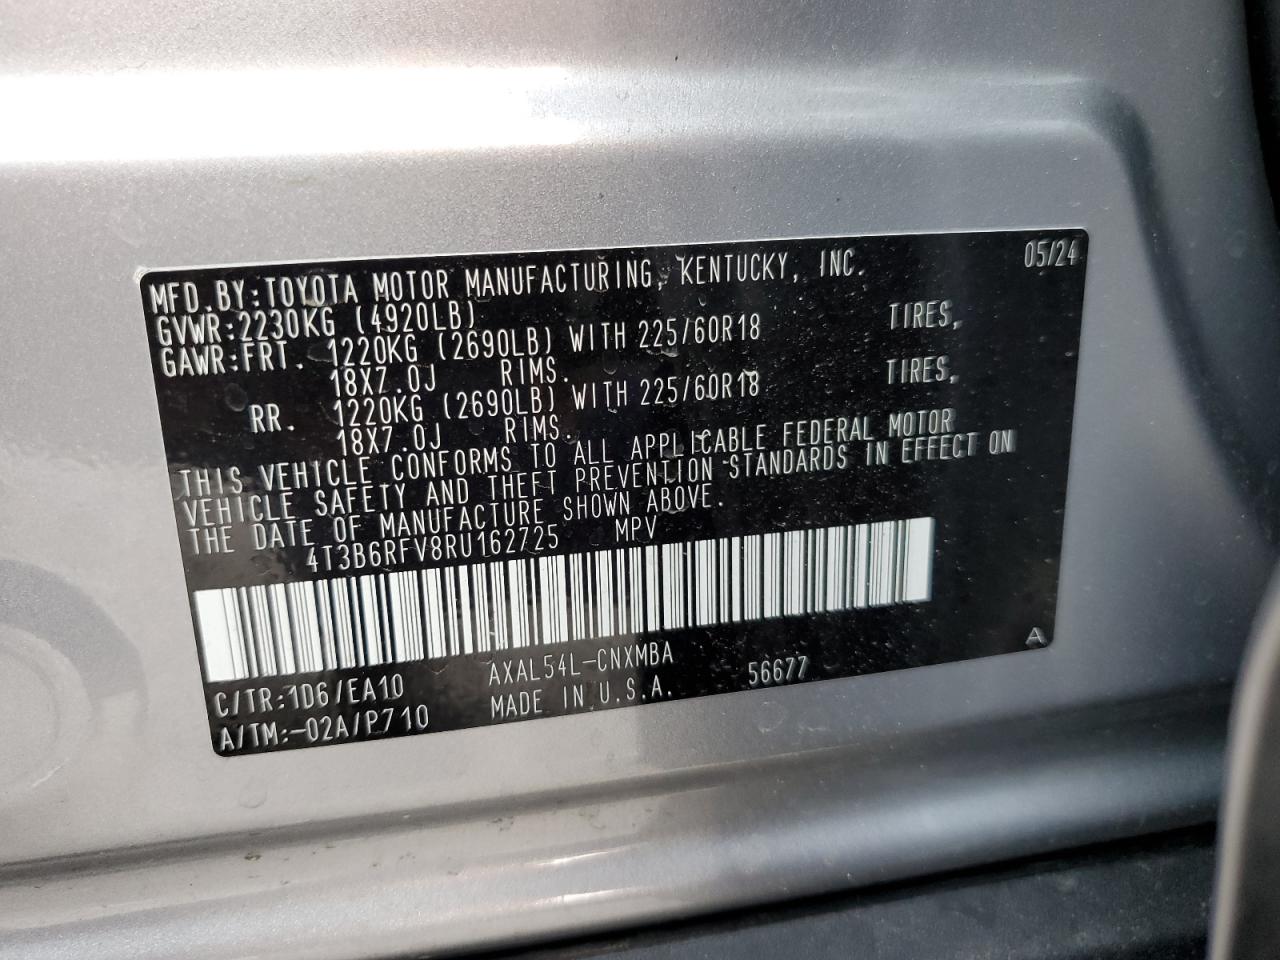 MFD.BY:TOYOTA MOTOR MANUFACTURING, KENTUCKY, INC. 05/24
GVWR:2230KG (4920LB)
GAWR:FRT. 1220KG (2690LB) WITH 225/60R18 TIRES,
18X7.0J RIMS.
RR. 1220KG (2690LB) WITH 225/60R18 TIRES,
18X7.0J RIMS.
THIS VEHICLE CONFORMS TO ALL APPLICABLE FEDERAL MOTOR
VEHICLE SAFETY AND THEFT PREVENTION STANDARDS IN EFFECT ON
THE DATE OF MANUFACTURE SHOWN ABOVE.
4T3B6RFV8RU162725 MPV
A
C/TR:1D6/EA10 AXAL54L-CNXMBA 56677
A/TM:-02A/P710 MADE IN U.S.A.